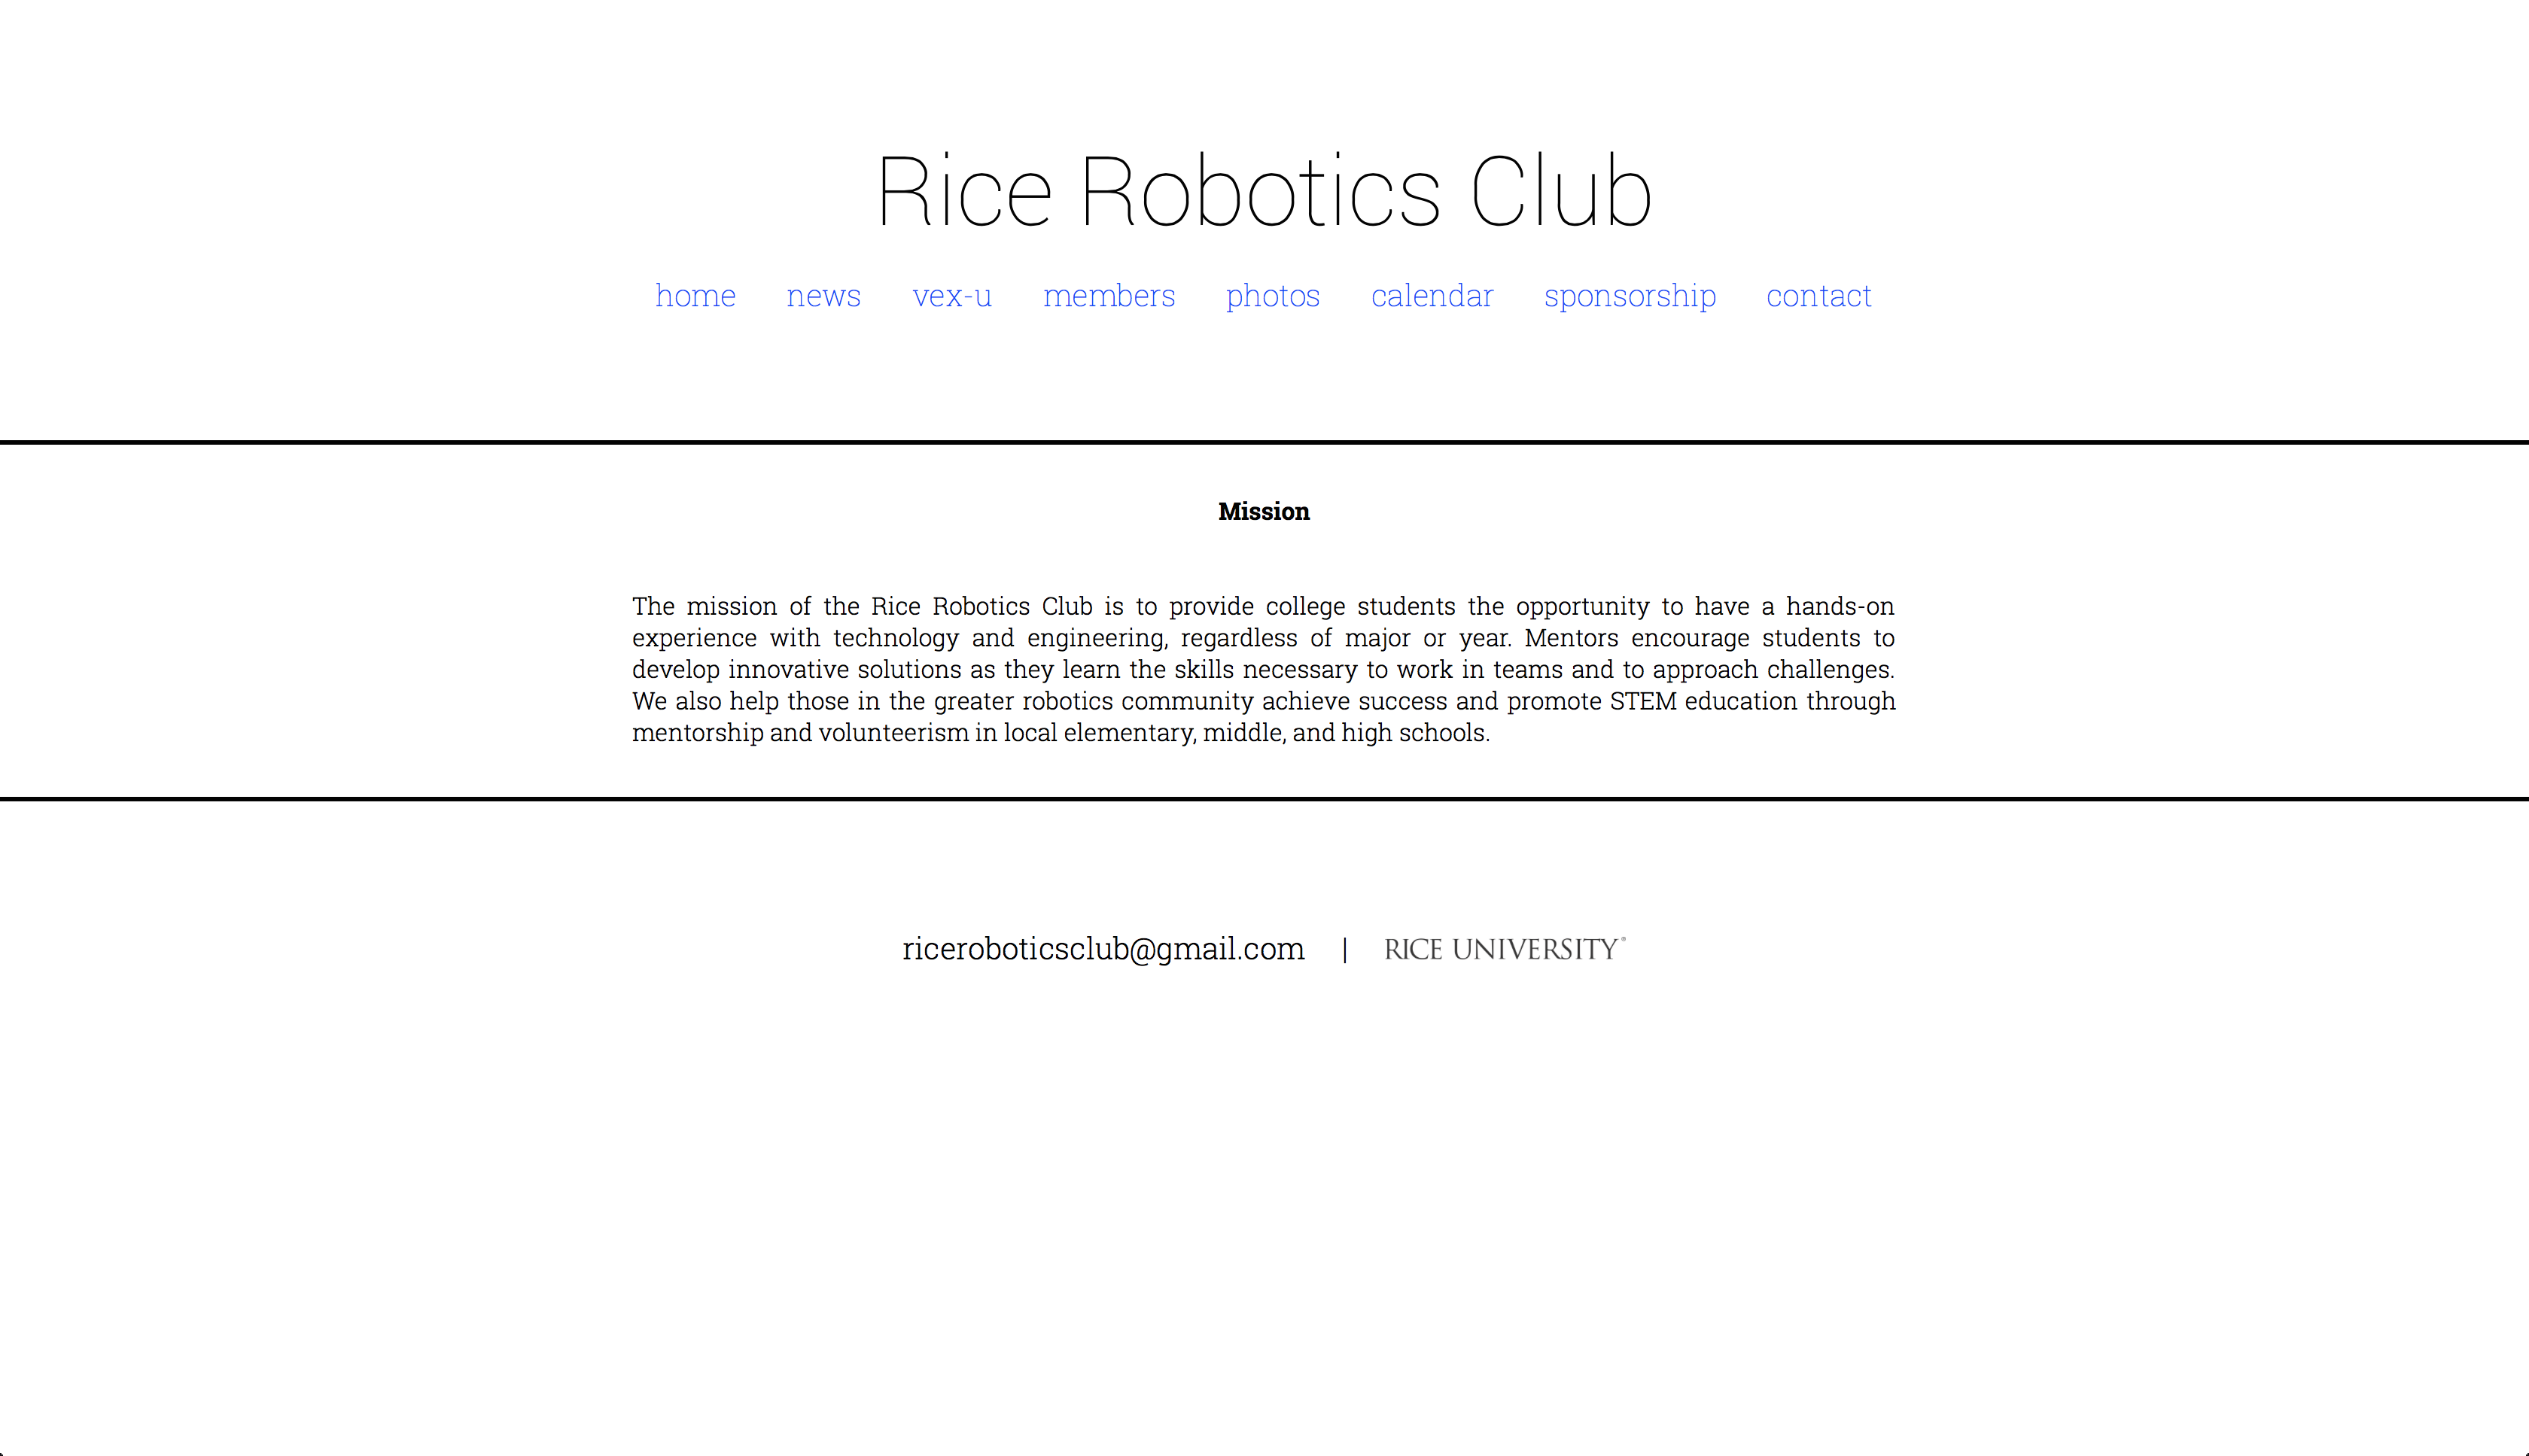 Rice Robotics Club
home news vex-u members photos calendar sponsorship contact
Mission
The mission of the Rice Robotics Club is to provide college students the opportunity to have a hands-on
experience with technology and engineering, regardless of major or year. Mentors encourage students to
develop innovative solutions as they learn the skills necessary to work in teams and to approach challenges.
We also help those in the greater robotics community achieve success and promote STEM education through
mentorship and volunteerism in local elementary, middle, and high schools.
riceroboticsclub@gmail.com | RICE UNIVERSITY®